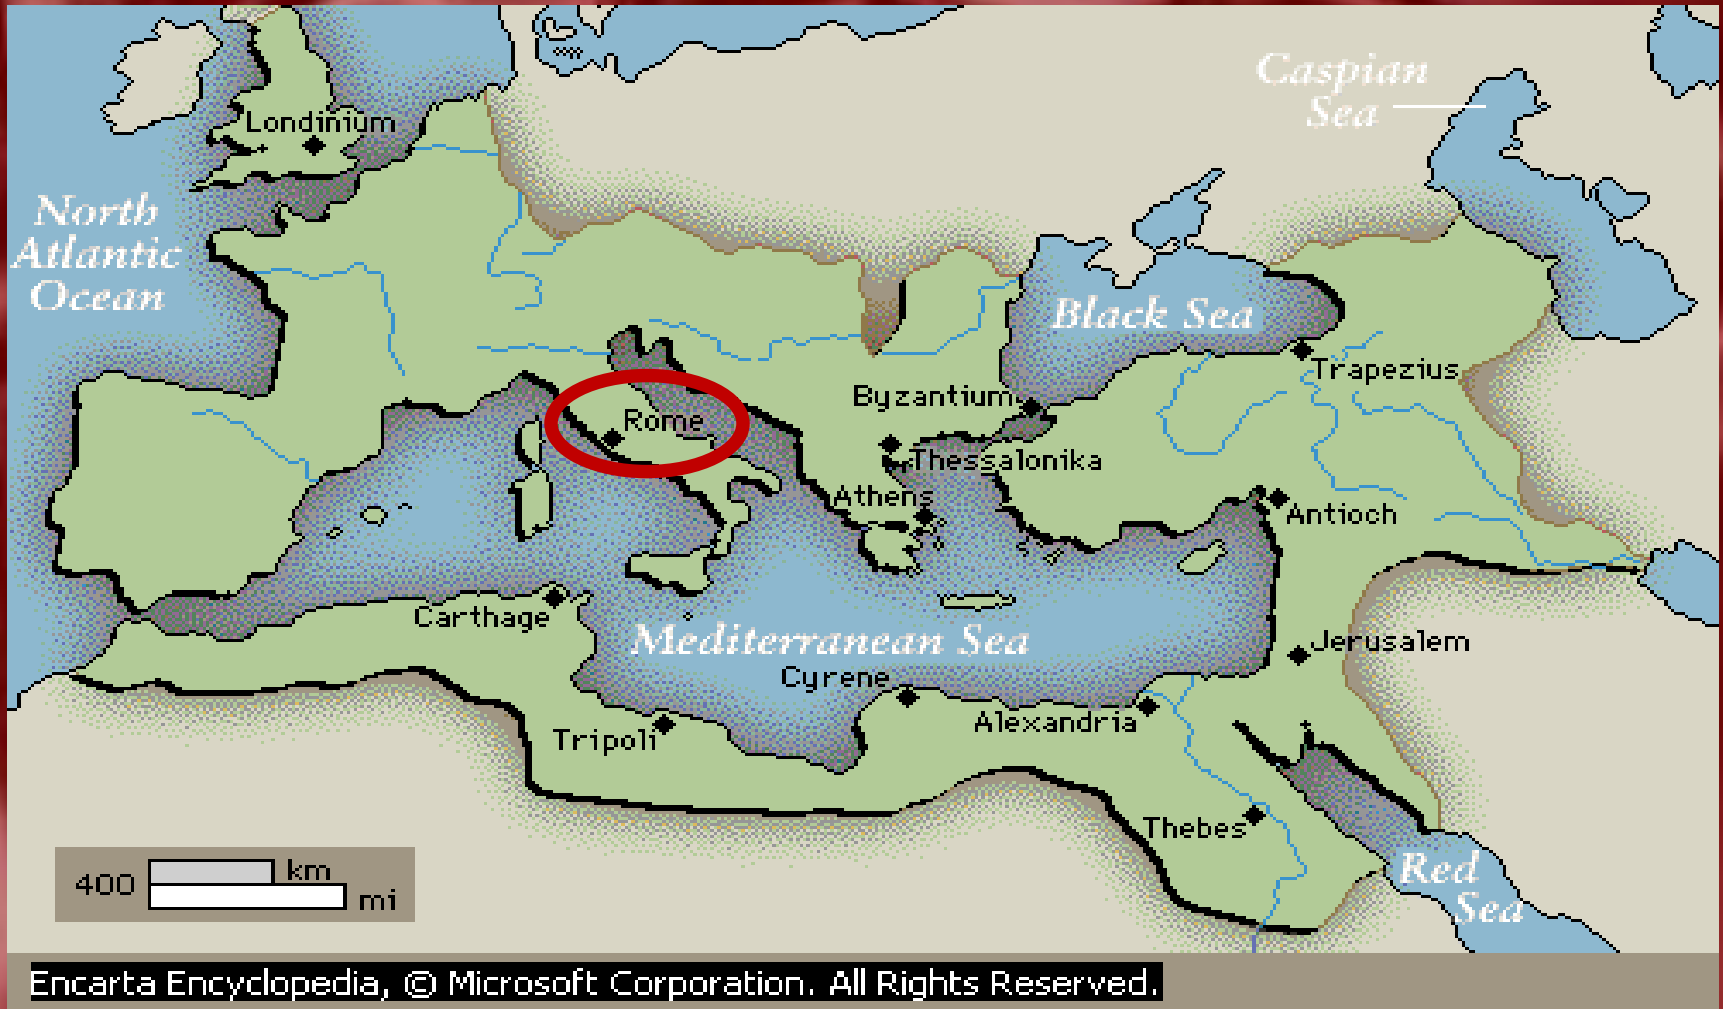 Caspian
Sea
Londinium
North
Atlantic
Ocean
Black Sea
Trapezius
Byzantium
Rome
Thessalonika
Athens
Antioch
Carthage
Mediterranean Sea
Jerusalem
Cyrene
Alexandria
Tripoli
Thebes
Red
Sea
400 km
mi
Encarta Encyclopedia, © Microsoft Corporation. All Rights Reserved.